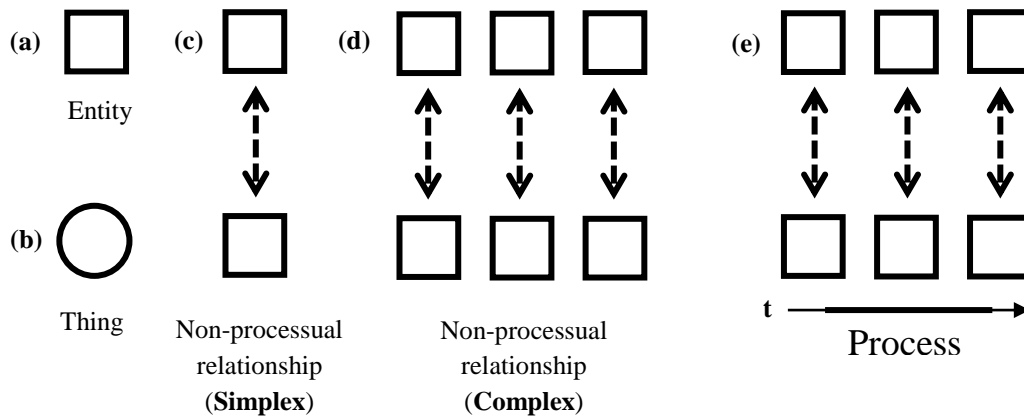 (a)
Entity
(b)
Thing
(c)
Non-processual
relationship
(Simplex)
(d)
Non-processual
relationship
(Complex)
(e)
t
Process